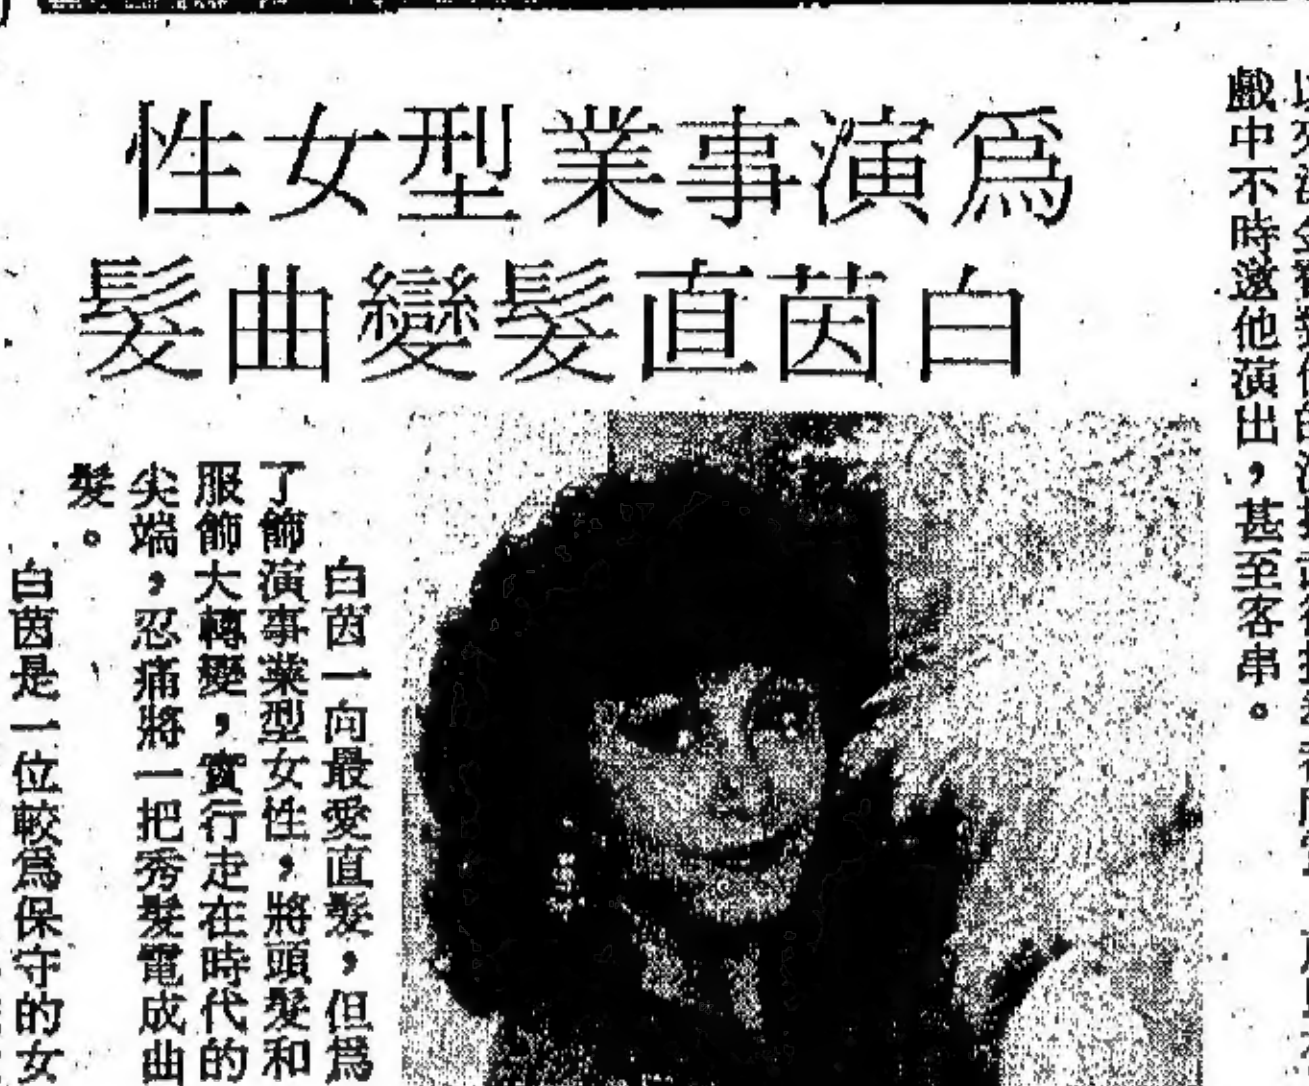 戲中不時邀他演出，甚至客串。
為演事業型女性
白茵直髮變曲髮
白茵一向最愛直髮，但爲
了飾演事業型女性，將頭髮和
服飾大轉變，實行走在時代的
尖端，忍痛將一把秀髮電成曲
髮。
白茵是一位較爲保守的女